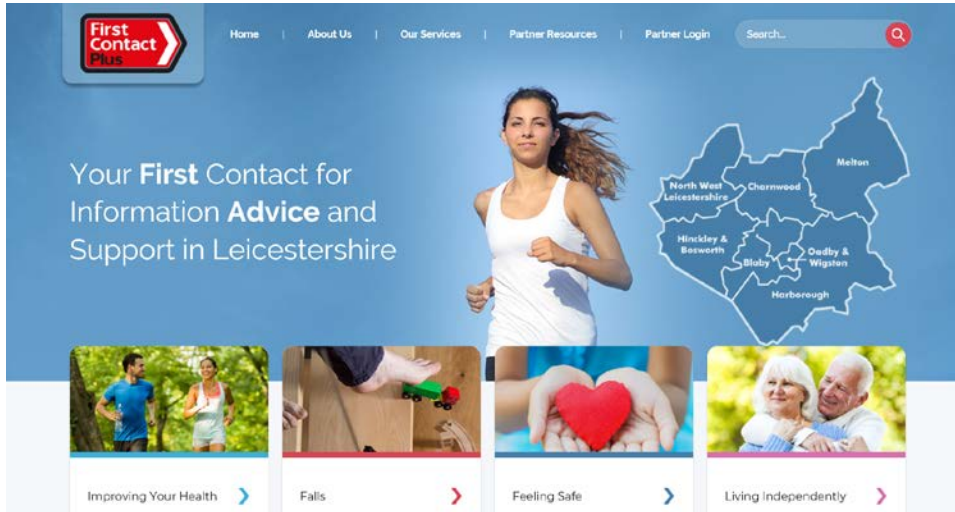 First
Contact
Plus
Home | About Us | Our Services | Partner Resources | Partner Login
Search...
Your First Contact for
Information Advice and
Support in Leicestershire
Melton
North West
Leicestershire
Charnwood
Hinckley &
Bosworth
Blaby
Oadby &
Wigston
Harborough
Improving Your Health
Falls
Feeling Safe
Living Independently